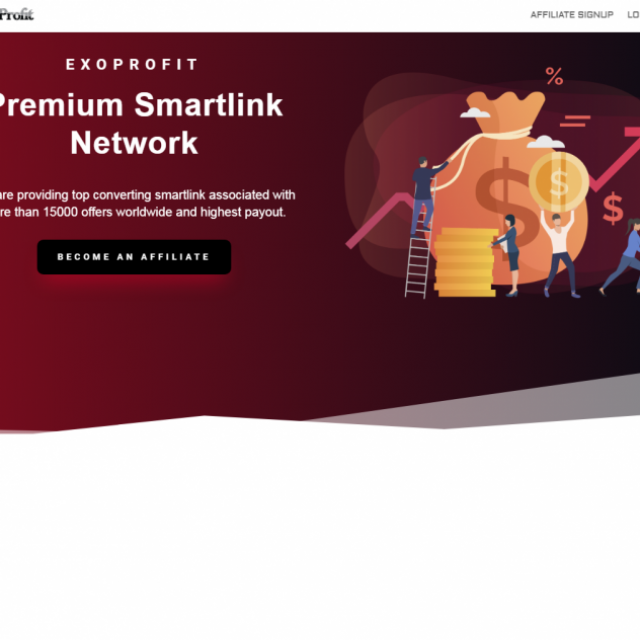 Profit
AFFILIATE SIGNUP LO
EXOPROFIT
Premium Smartlink
Network
are providing top converting smartlink associated with
re than 15000 offers worldwide and highest payout.
BECOME AN AFFILIATE
%
$
$
$